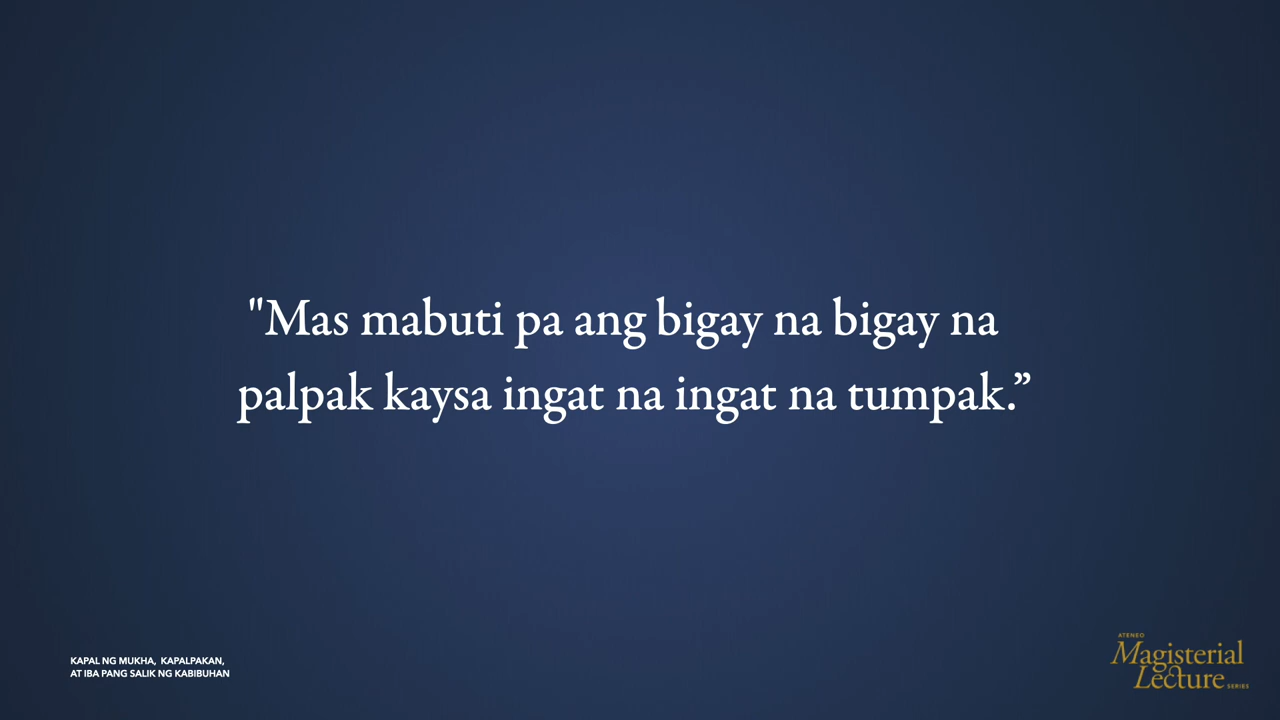 "Mas mabuti pa ang bigay na bigay na
palpak kaysa ingat na ingat na tumpak.”
KAPAL NG MUKHA, KAPALPAKAN,
AT IBA PANG SALIK NG KABIBUHAN
ATENEO
Magisterial
Lecture SERIES